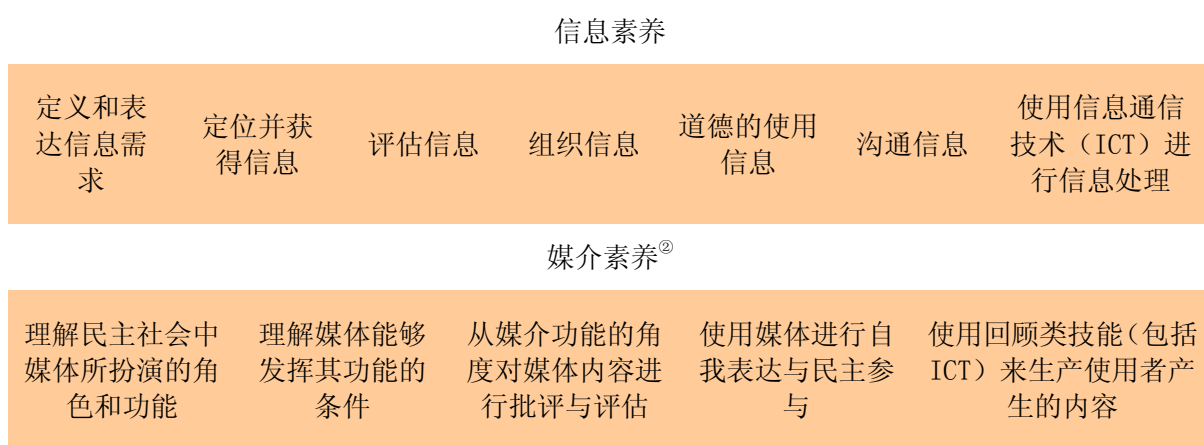 信息素养
定义和表
达信息需
求
定位并获
得信息
评估信息
组织信息
道德的使用
信息
沟通信息
使用信息通信
技术（ICT）进
行信息处理
媒介素养②
理解民主社会中
媒体所扮演的角
色和功能
理解媒体能够
发挥其功能的
条件
从媒介功能的角
度对媒体内容进
行批评与评估
使用媒体进行自
我表达与民主参
与
使用回顾类技能(包括
ICT）来生产使用者产
生的内容